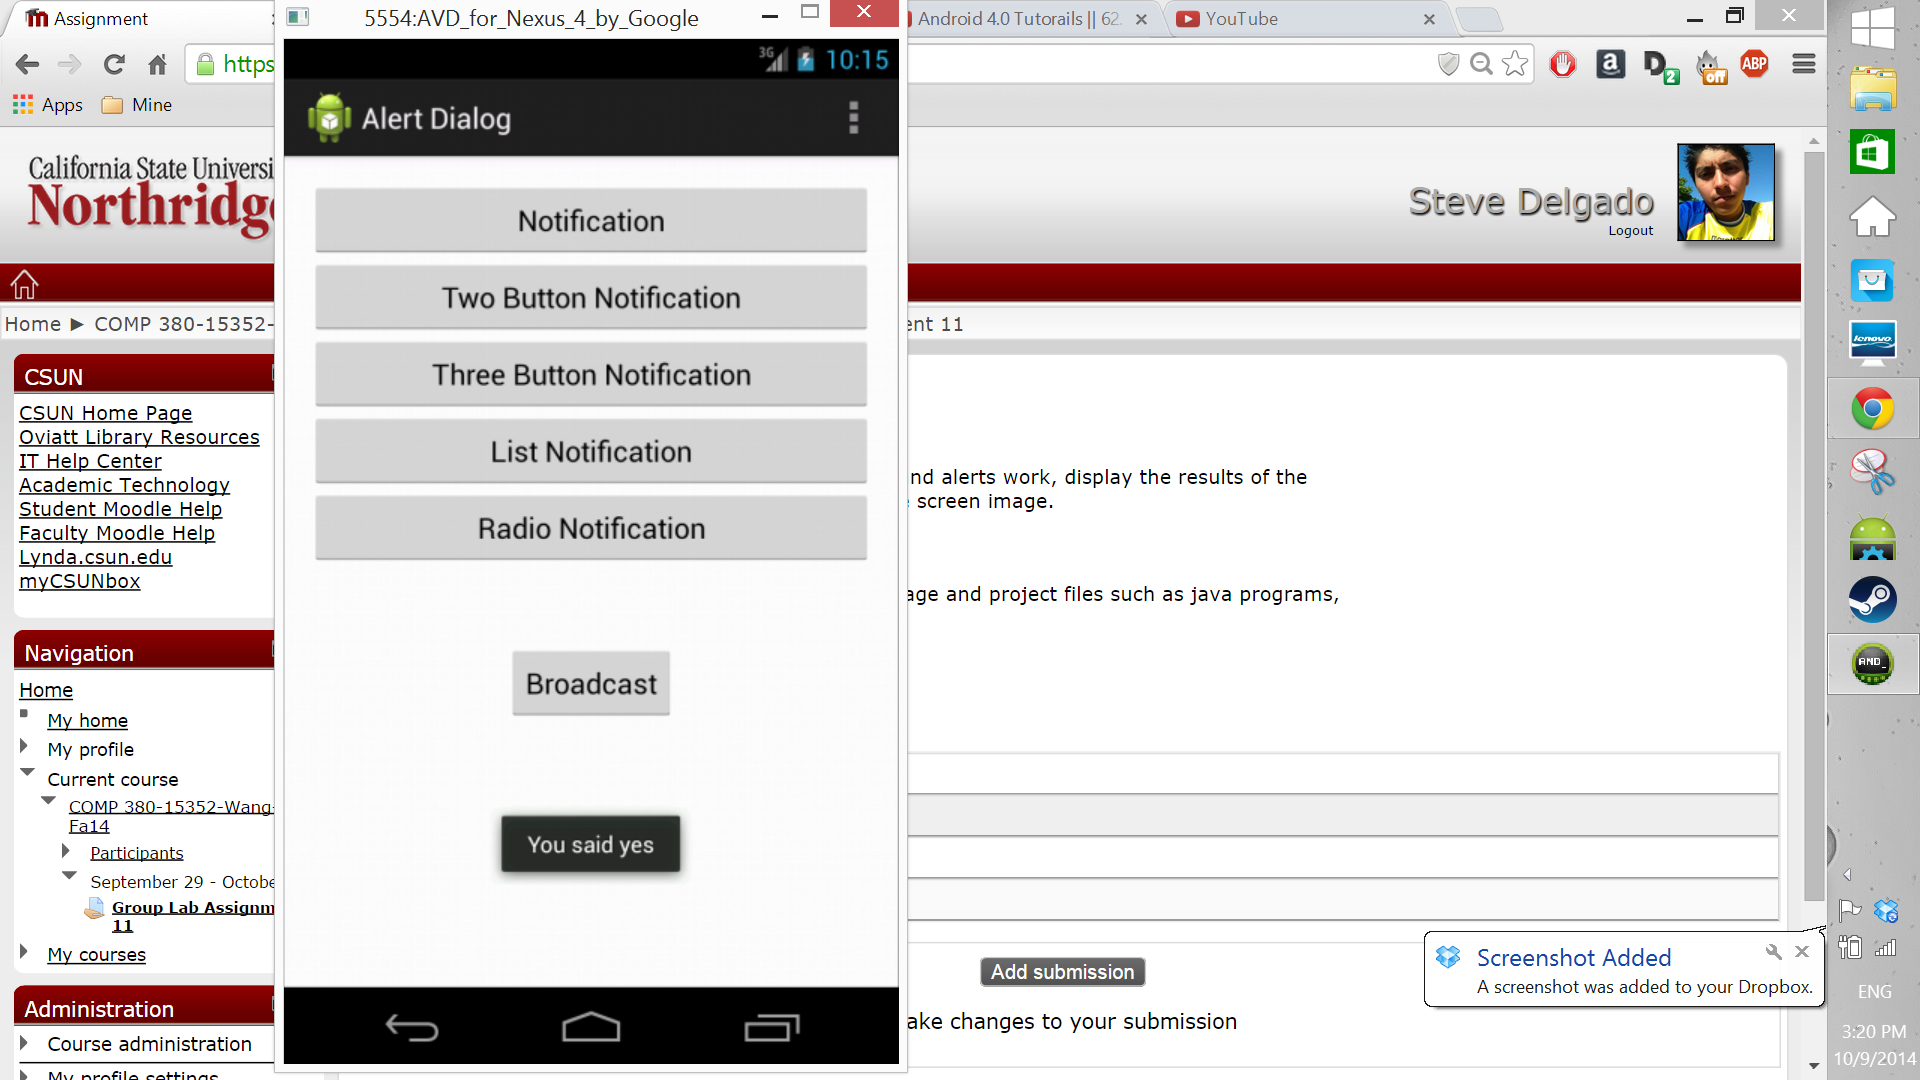 Assignment
5554:AVD_for_Nexus_4_by_Google
Android 4.0 Tutorails || 62.
YouTube
https
2
off
ABP
Apps
Mine
3G
10:15
Alert Dialog
California State Universi
Northridge
Steve Delgado
Logout
Home ► COMP 380-15352-
ent 11
CSUN
CSUN Home Page
Oviatt Library Resources
IT Help Center
Academic Technology
Student Moodle Help
Faculty Moodle Help
Lynda.csun.edu
myCSUNbox
Navigation
Home
My home
My profile
Current course
COMP 380-15352-Wang-
Fa14
Participants
September 29 - Octobe
Group Lab Assignm
11
My courses
Administration
Course administration
My profile settings
Notification
Two Button Notification
Three Button Notification
List Notification
Radio Notification
Broadcast
You said yes
nd alerts work, display the results of the
screen image.
age and project files such as java programs,
Add submission
ake changes to your submission
Screenshot Added
A screenshot was added to your Dropbox.
lenovo
AND_
ENG
3:20 PM
10/9/2014